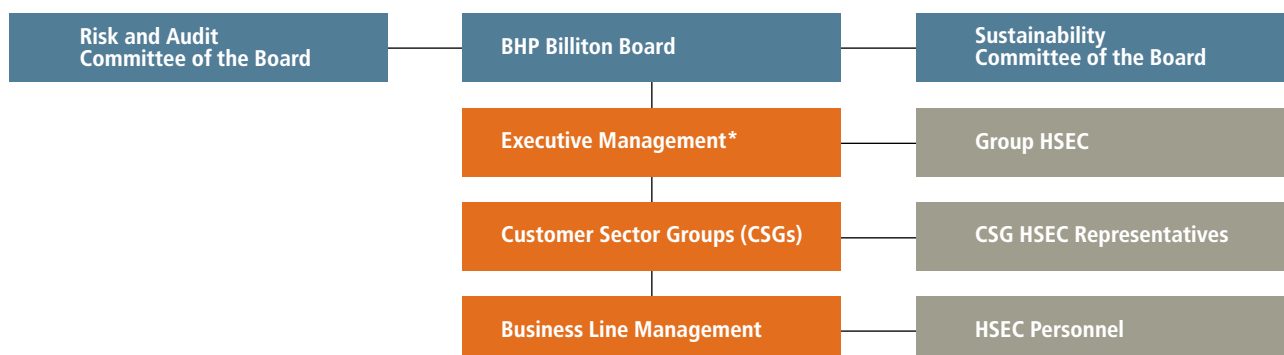 Risk and Audit
Committee of the Board
BHP Billiton Board
Sustainability
Committee of the Board
Executive Management*
Group HSEC
Customer Sector Groups (CSGs)
CSG HSEC Representatives
Business Line Management
HSEC Personnel